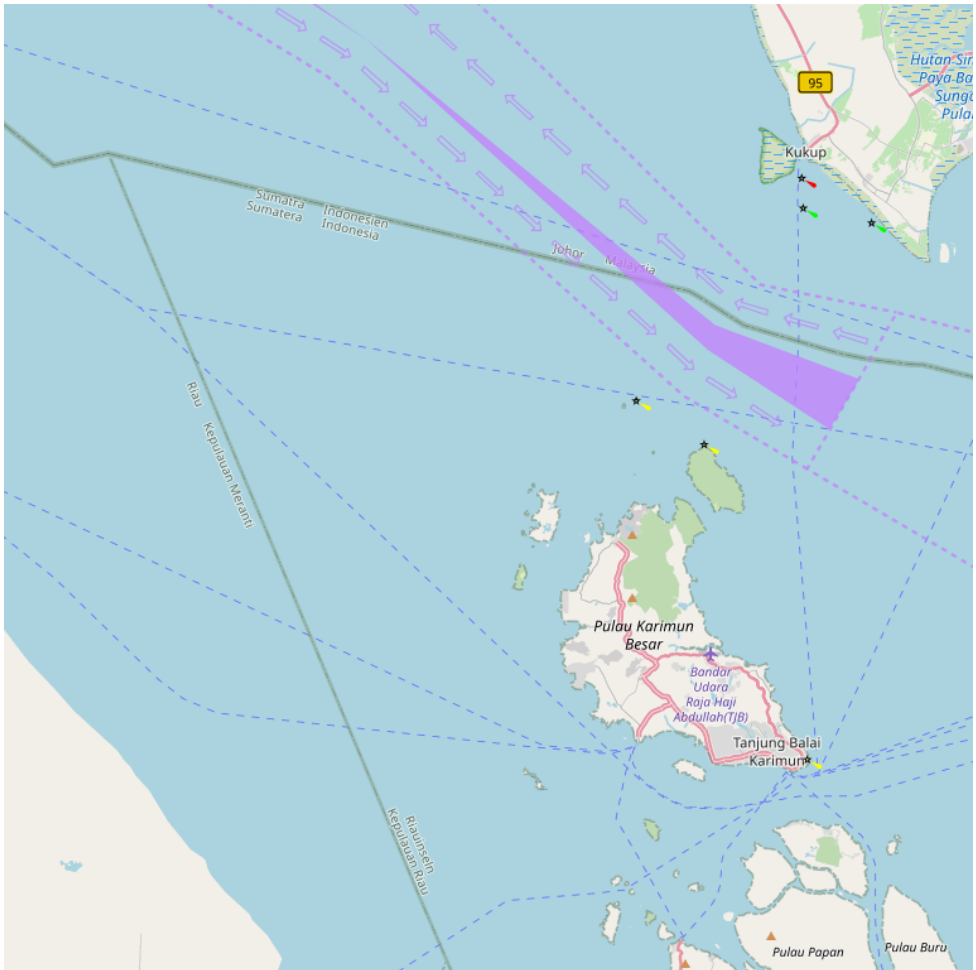 95
Hutan Sin
Paya Ba
Sunga
Pula
Kukup
Sumatra
Sumatera
Indonesien
Indonesia
Johor
Malaysia
Riau
Kepulauan Meranti
Pulau Karimun
Besar
Bandar
Udara
Raja Haji
Abdullah(TJB)
Tanjung Balai
Karimun
Riauinseln
Kepulauan Riau
Pulau Papan
Pulau Buru